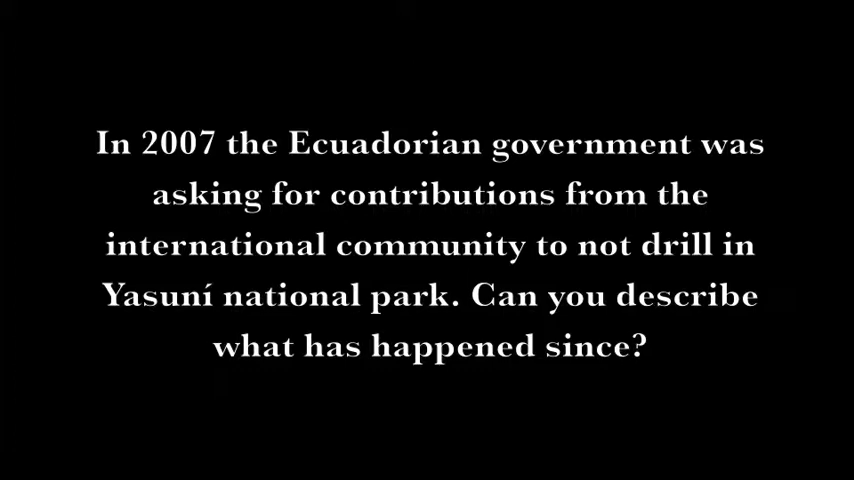 In 2007 the Ecuadorian government was
asking for contributions from the
international community to not drill in
Yasuní national park. Can you describe
what has happened since?